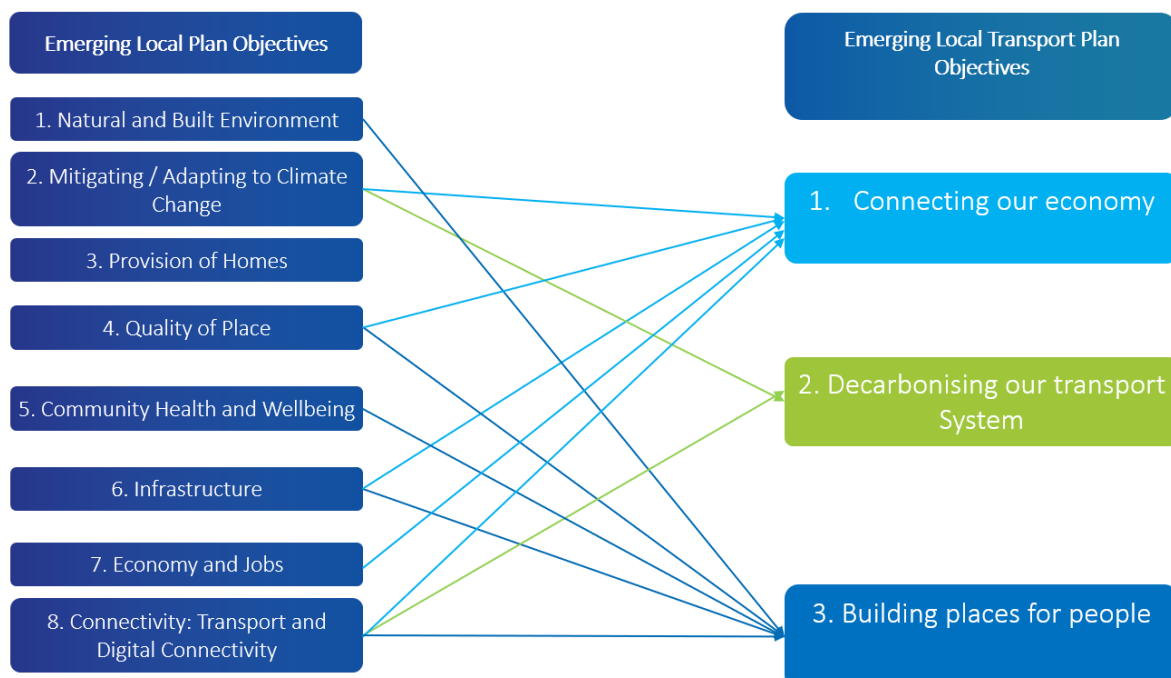 Emerging Local Plan Objectives
1. Natural and Built Environment
2. Mitigating / Adapting to Climate
Change
3. Provision of Homes
4. Quality of Place
5. Community Health and Wellbeing
6. Infrastructure
7. Economy and Jobs
8. Connectivity: Transport and
Digital Connectivity
Emerging Local Transport Plan
Objectives
1. Connecting our economy
2. Decarbonising our transport
System
3. Building places for people